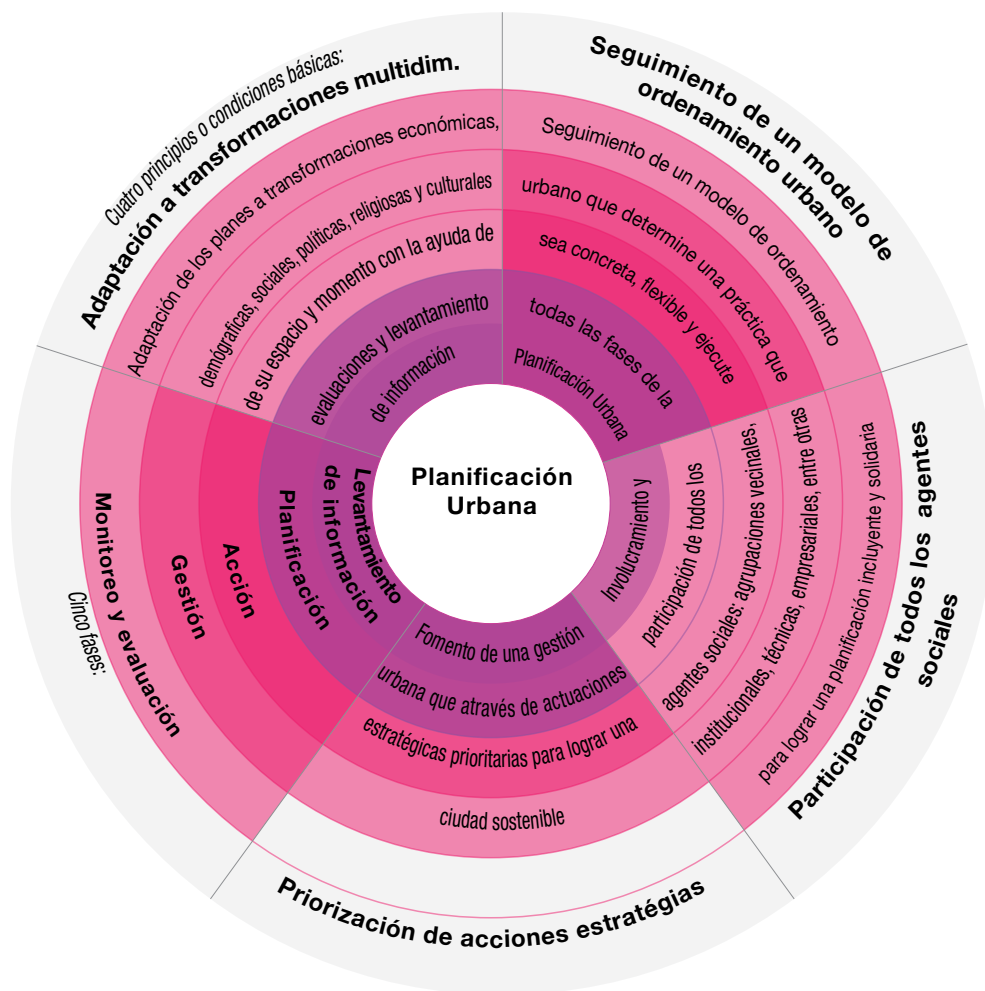 Planificación
Urbana
Cuatro principios o condiciones básicas:
Adaptación a transformaciones multidim.
Adaptación de los planes a transformaciones económicas,
demógraficas, sociales, políticas, religiosas y culturales
de su espacio y momento con la ayuda de
evaluaciones y levantamiento
de información
Seguimiento de un modelo de
ordenamiento urbano
Seguimiento de un modelo de ordenamiento
urbano que determine una práctica que
sea concreta, flexible y ejecute
todas las fases de la
Planificación Urbana
Participación de todos los agentes
sociales
Involucramiento y
participación de todos los
agentes sociales: agrupaciones vecinales,
institucionales, técnicas, empresariales, entre otras
para lograr una planificación incluyente y solidaria
Priorización de acciones estratégias
Fomento de una gestión
urbana que através de actuaciones
estratégicas prioritarias para lograr una
ciudad sostenible
Cinco fases:
Monitoreo y evaluación
Gestión
Acción
Planificación
Levantamiento
de información